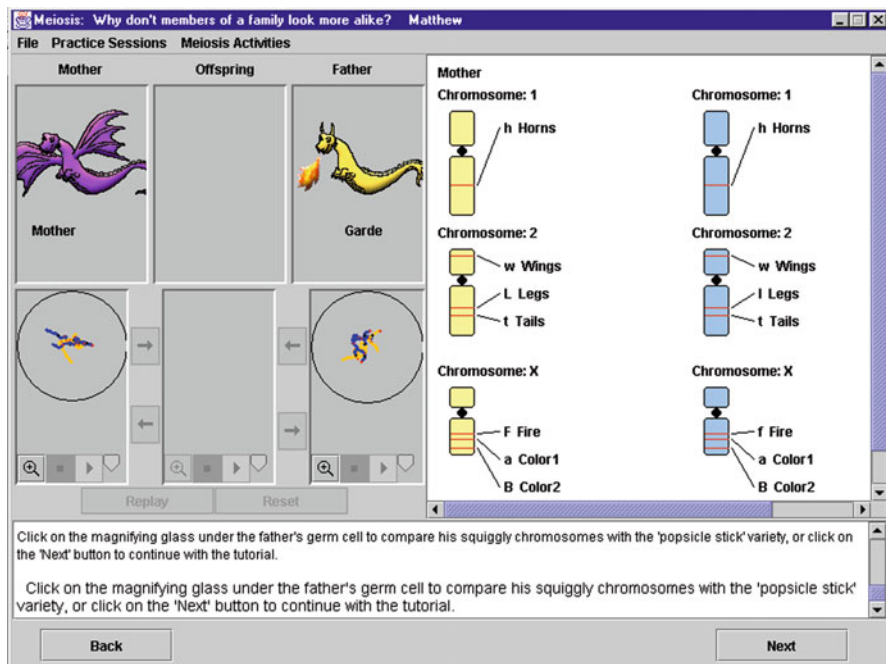 Meiosis: Why don't members of a family look more alike? Matthew
File Practice Sessions Meiosis Activities
Mother Offspring Father
Mother Garde
Replay Reset
Mother
Chromosome: 1 Chromosome: 1
h Horns h Horns
Chromosome: 2 Chromosome: 2
w Wings w Wings
L Legs l Legs
t Tails t Tails
Chromosome: X Chromosome: X
F Fire f Fire
a Color1 a Color1
B Color2 B Color2
Click on the magnifying glass under the father's germ cell to compare his squiggly chromosomes with the 'popsicle stick' variety, or click on
the 'Next' button to continue with the tutorial.
Click on the magnifying glass under the father's germ cell to compare his squiggly chromosomes with the 'popsicle stick'
variety, or click on the 'Next' button to continue with the tutorial.
Back Next